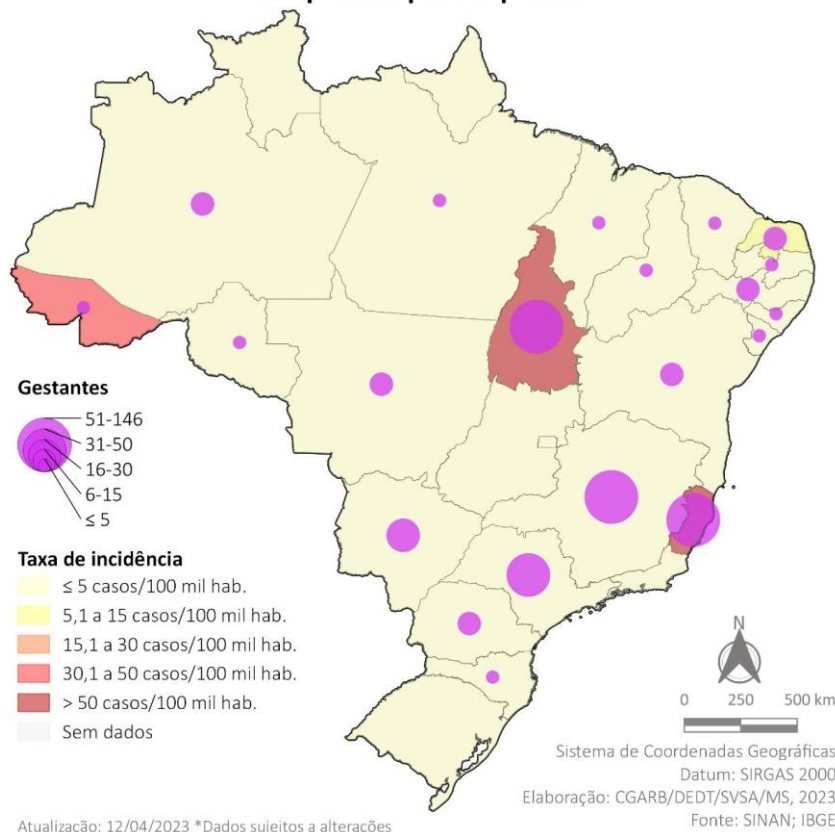 Gestantes
51-146
31-50
16-30
6-15
≤ 5
Taxa de incidência
≤ 5 casos/100 mil hab.
5,1 a 15 casos/100 mil hab.
15,1 a 30 casos/100 mil hab.
30,1 a 50 casos/100 mil hab.
> 50 casos/100 mil hab.
Sem dados
N
0 250 500 km
Sistema de Coordenadas Geográficas
Datum: SIRGAS 2000
Elaboração: CGARB/DEDT/SVSA/MS, 2023
Fonte: SINAN; IBGE
Atualização: 12/04/2023 *Dados sujeitos a alterações